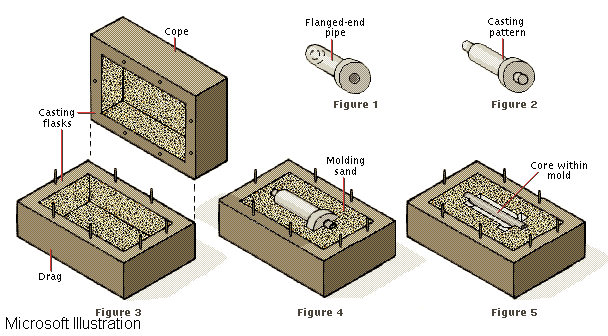 Cope
Flanged-end
pipe
Casting
pattern
Figure 1
Figure 2
Casting
flasks
Molding
sand
Core within
mold
Drag
Figure 3
Figure 4
Figure 5
Microsoft Illustration